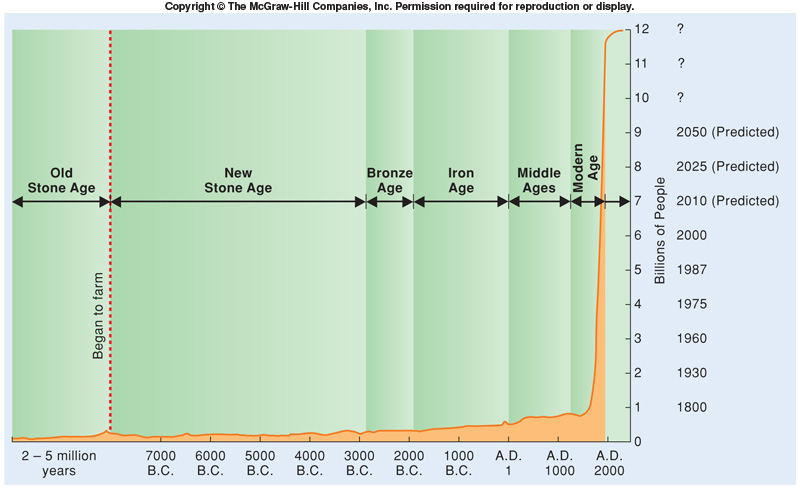 Copyright © The McGraw-Hill Companies, Inc. Permission required for reproduction or display.
12 ?
11 ?
10 ?
9 2050 (Predicted)
8 2025 (Predicted)
Old
Stone Age
New
Stone Age
Bronze
Age
Iron
Age
Middle
Ages
Modern
Age
7 2010 (Predicted)
6 2000
5 1987
4 1975
3 1960
2 1930
1 1800
0
Billions of People
Began to farm
2 – 5 million
years
7000
B.C.
6000
B.C.
5000
B.C.
4000
B.C.
3000
B.C.
2000
B.C.
1000
B.C.
A.D.
1
A.D.
1000
A.D.
2000